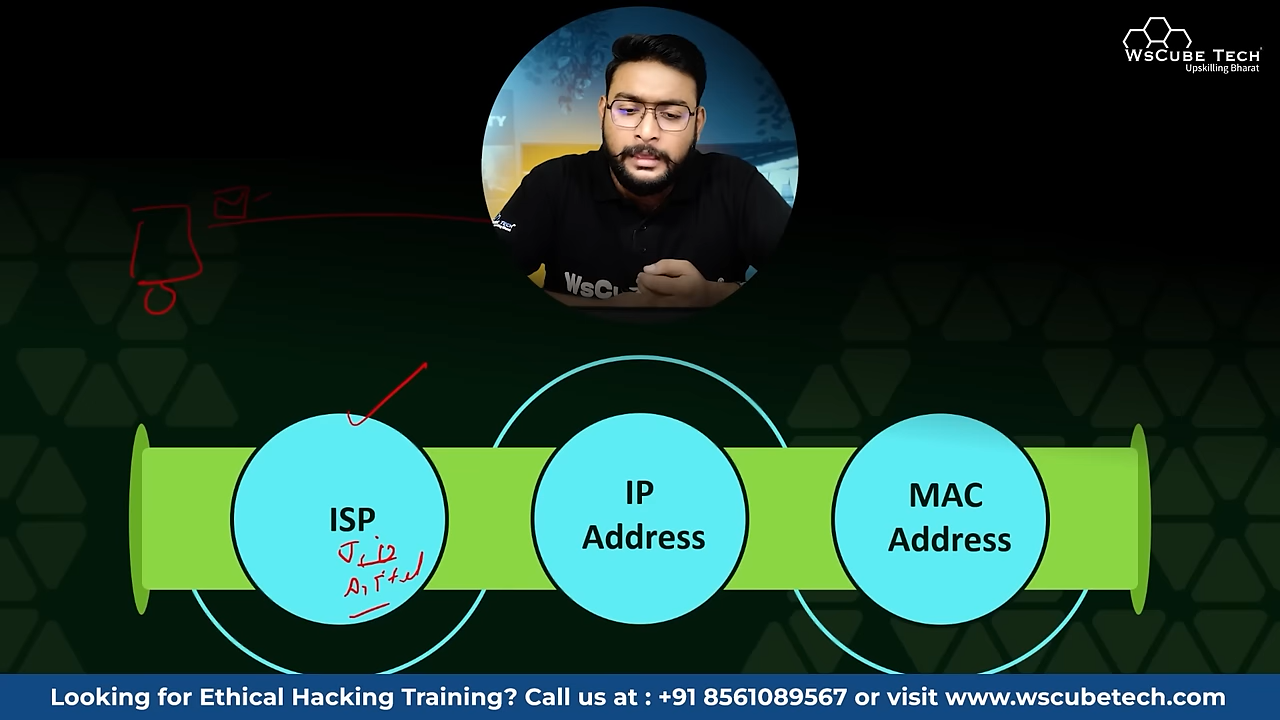 WsCube Tech
Upskilling Bharat
WsCu
ISP
Jio
Airtel
IP
Address
MAC
Address
Looking for Ethical Hacking Training? Call us at : +91 8561089567 or visit www.wscubetech.com